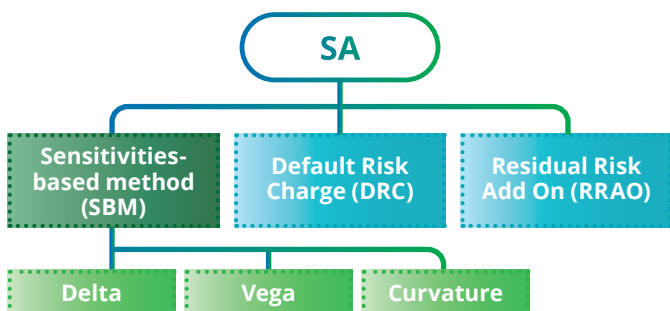 SA
Sensitivities-
based method
(SBM)
Default Risk
Charge (DRC)
Residual Risk
Add On (RRAO)
Delta
Vega
Curvature